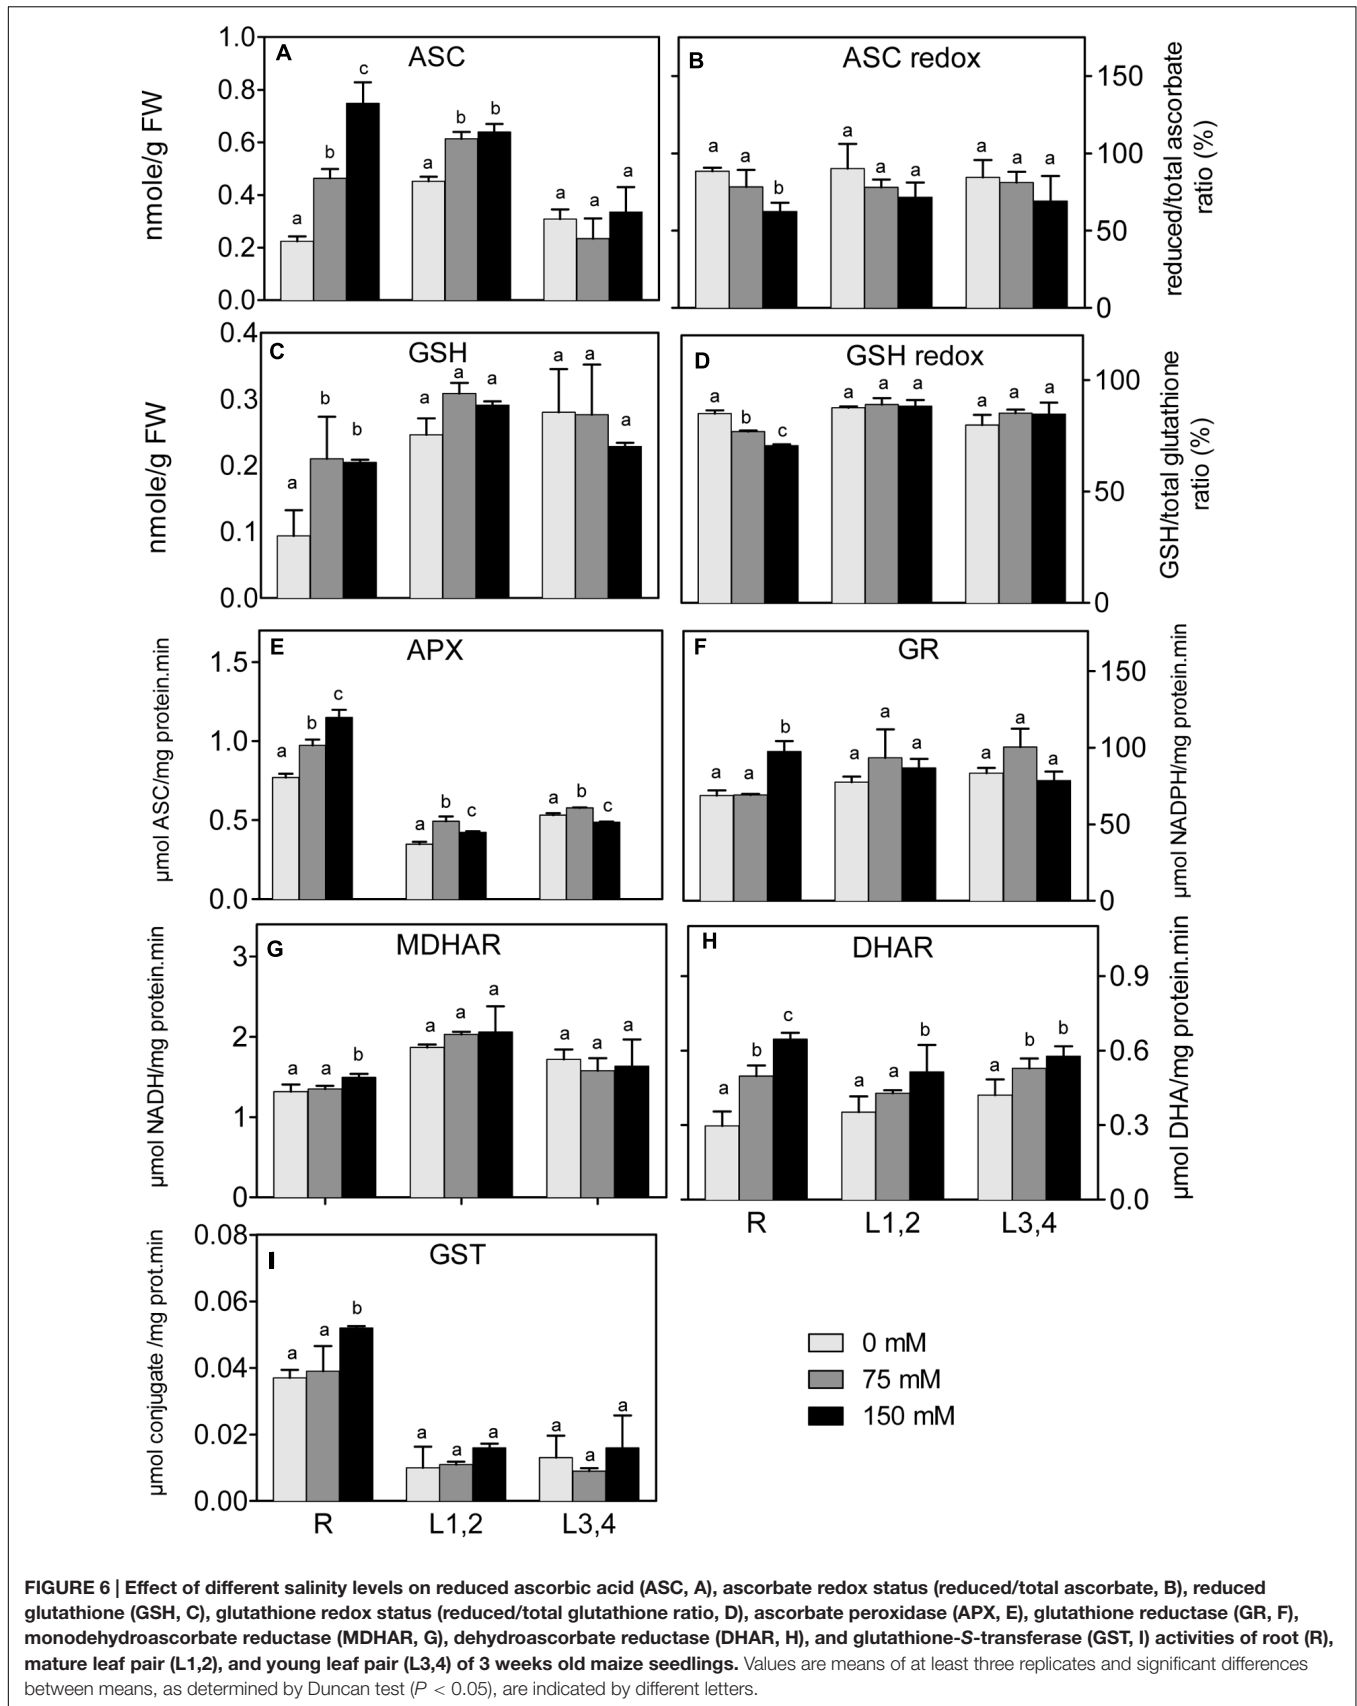 A
ASC
1.0
0.8
0.6
0.4
0.2
0.0
nmole/g FW
a b c
a b b
a a a
B
ASC redox
150
100
50
0
reduced/total ascorbate
ratio (%)
a a b
a a a
a a a
C
GSH
0.4
0.3
0.2
0.1
0.0
nmole/g FW
a b b
a a a
a a a
D
GSH redox
100
50
0
GSH/total glutathione
ratio (%)
a b c
a a a
a a a
E
APX
1.5
1.0
0.5
0.0
µmol ASC/mg protein.min
a b c
a b c
a b c
F
GR
150
100
50
0
µmol NADPH/mg protein.min
a a b
a a a
a a a
G
MDHAR
3
2
1
0
µmol NADH/mg protein.min
a a b
a a a
a a a
H
DHAR
0.9
0.6
0.3
0.0
µmol DHA/mg protein.min
a b c
a a b
a b b
R L1,2 L3,4
I
GST
0.08
0.06
0.04
0.02
0.00
µmol conjugate /mg prot.min
a a b
a a a
a a a
R L1,2 L3,4
0 mM
75 mM
150 mM
FIGURE 6 | Effect of different salinity levels on reduced ascorbic acid (ASC, A), ascorbate redox status (reduced/total ascorbate, B), reduced
glutathione (GSH, C), glutathione redox status (reduced/total glutathione ratio, D), ascorbate peroxidase (APX, E), glutathione reductase (GR, F),
monodehydroascorbate reductase (MDHAR, G), dehydroascorbate reductase (DHAR, H), and glutathione-S-transferase (GST, I) activities of root (R),
mature leaf pair (L1,2), and young leaf pair (L3,4) of 3 weeks old maize seedlings. Values are means of at least three replicates and significant differences
between means, as determined by Duncan test (P < 0.05), are indicated by different letters.